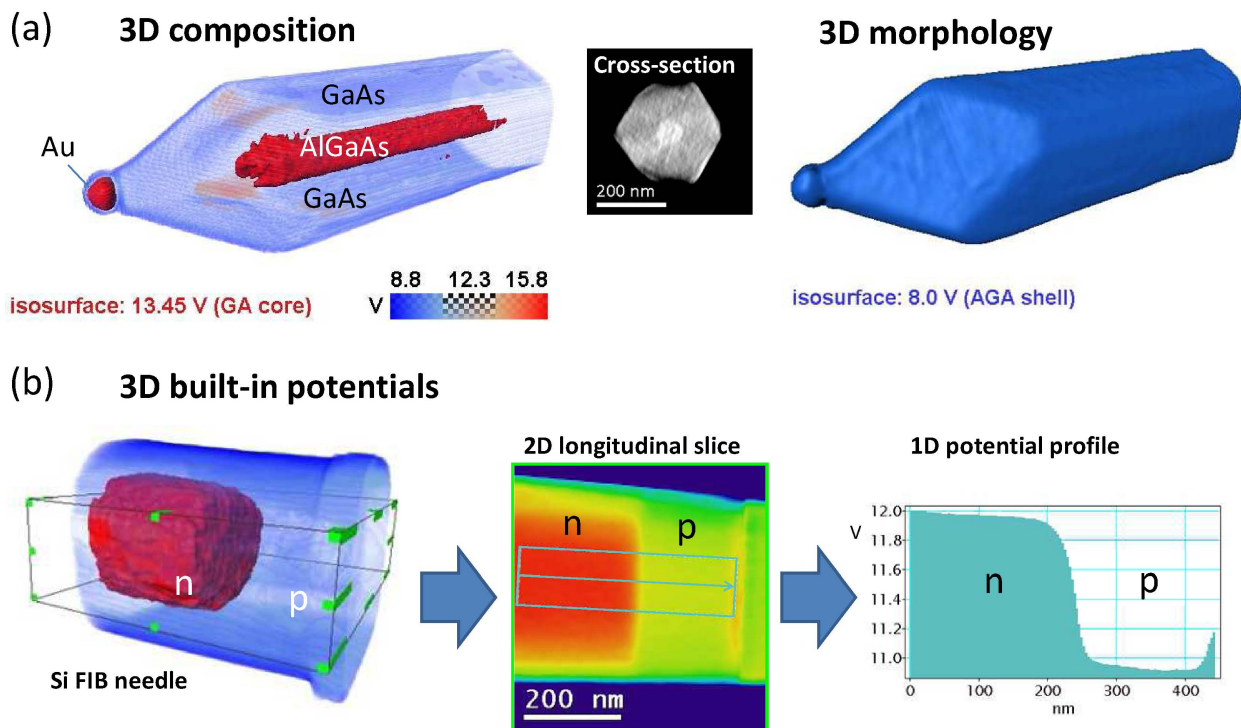 (a)
3D composition
3D morphology
GaAs
Cross-section
AlGaAs
Au
GaAs
200 nm
8.8 12.3 15.8
isosurface: 13.45 V (GA core)
V
isosurface: 8.0 V (AGA shell)
(b)
3D built-in potentials
2D longitudinal slice
1D potential profile
n
p
Si FIB needle
n
p
200 nm
V
12.0
11.8
11.6
11.4
11.2
11.0
n
p
0 100 200 300 400
nm